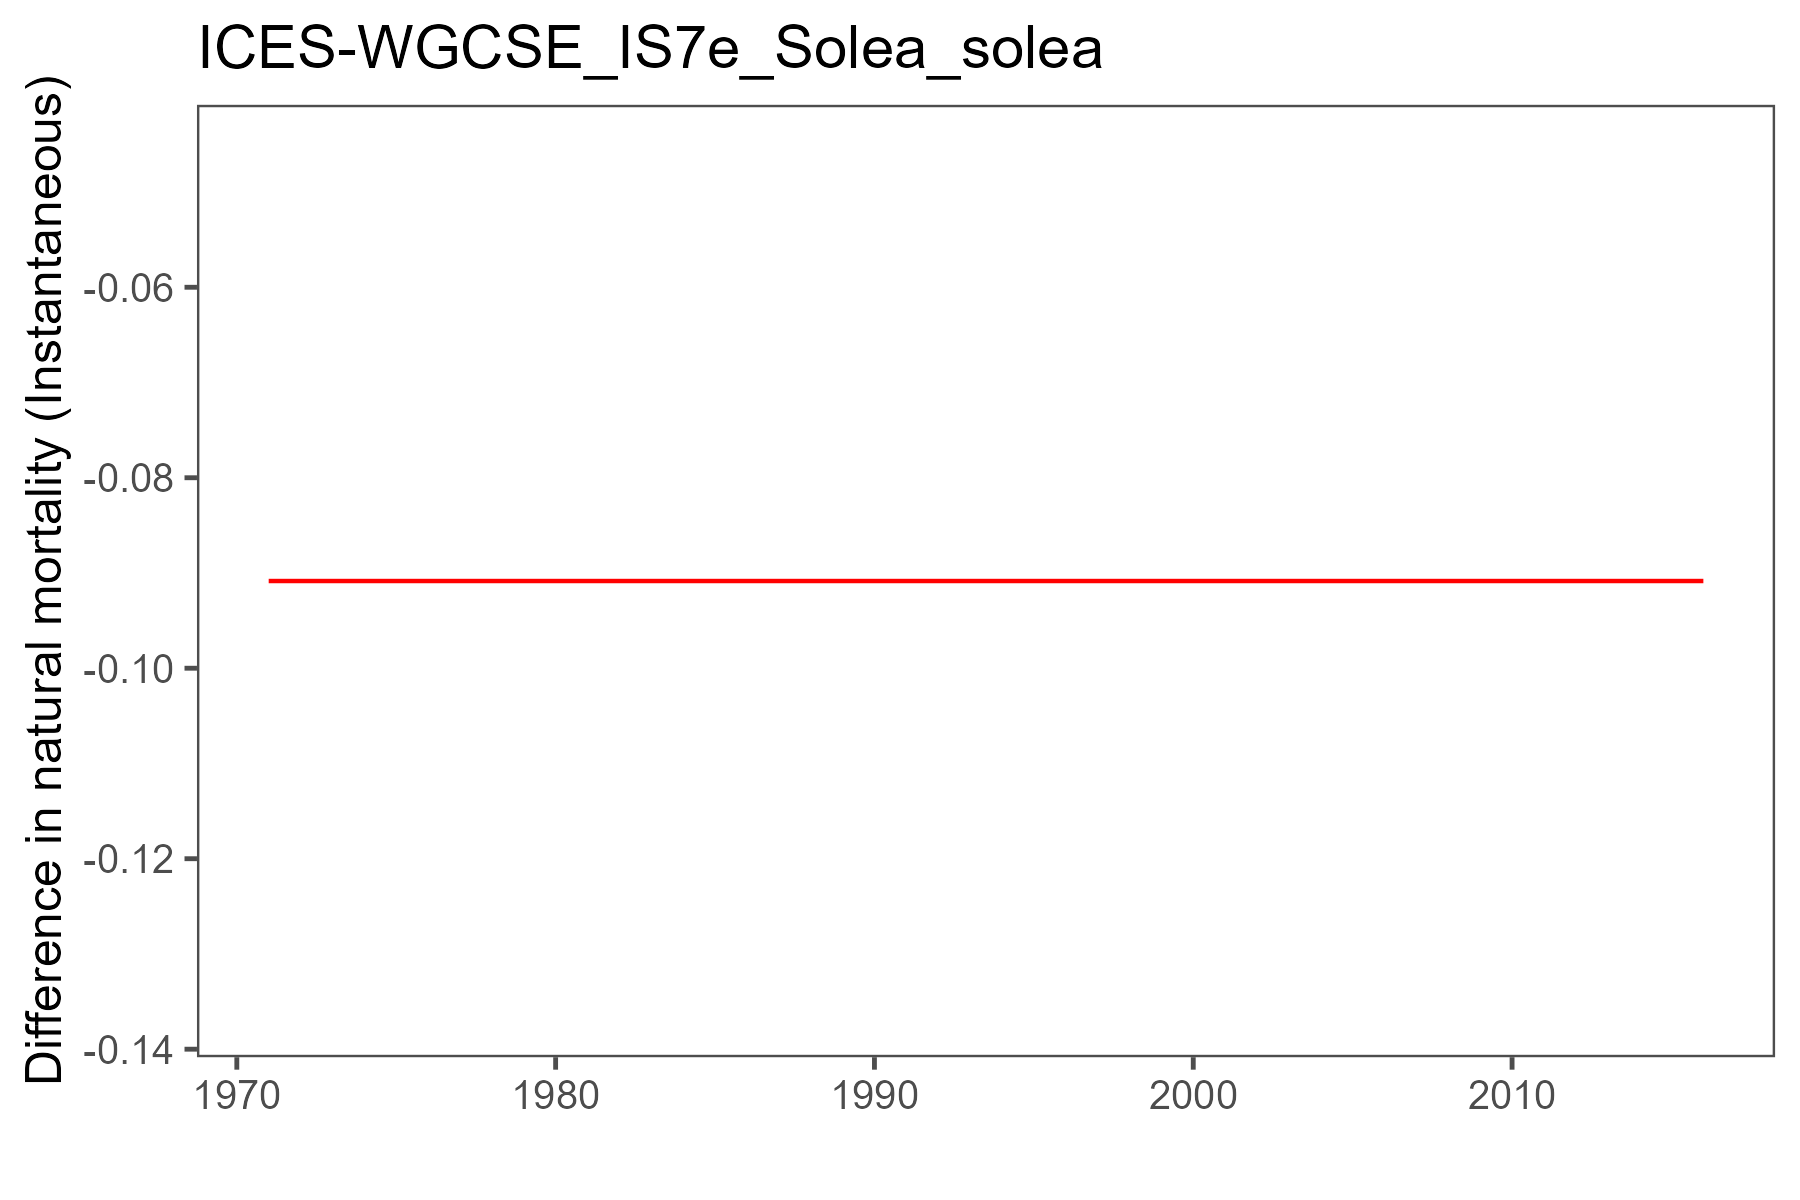 ICES-WGCSE_IS7e_Solea_solea
Difference in natural mortality (Instantaneous)
-0.06
-0.08
-0.10
-0.12
-0.14
1970 1980 1990 2000 2010